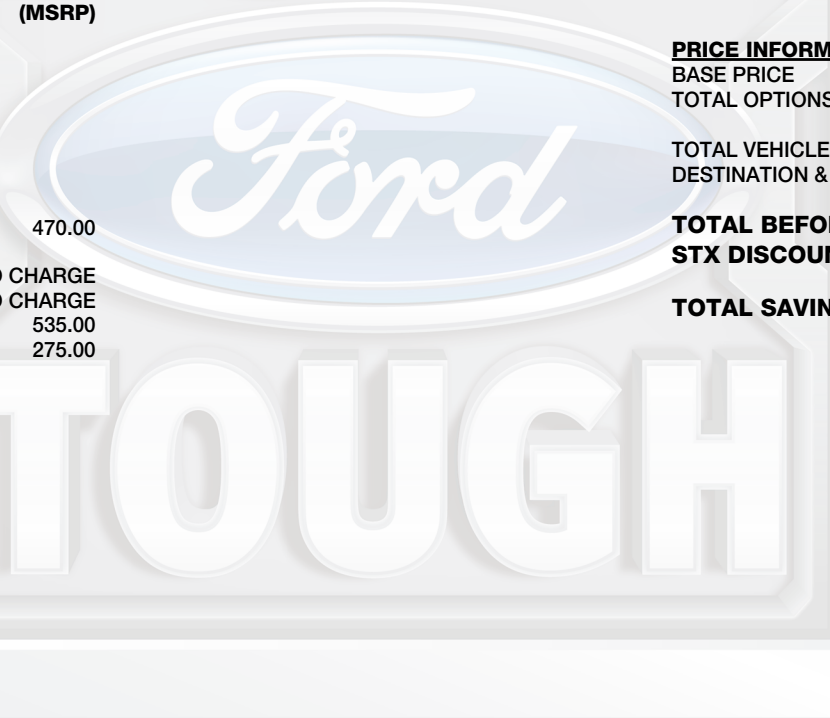 (MSRP)
470.00
CHARGE
CHARGE
535.00
275.00
PRICE INFORM
BASE PRICE
TOTAL OPTIONS
TOTAL VEHICLE
DESTINATION &
TOTAL BEFO
STX DISCOU
TOTAL SAVIN
Ford
TOUGH